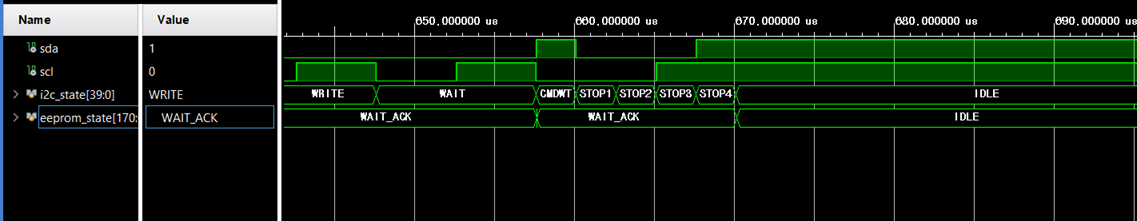 Name Value
650.000000 us 660.000000 us 670.000000 us 680.000000 us 690.000000 us
sda 1
scl 0
i2c_state[39:0] WRITE WRITE WAIT CMDWT STOP1 STOP2 STOP3 STOP4 IDLE
eeprom_state[170: WAIT_ACK WAIT_ACK WAIT_ACK IDLE